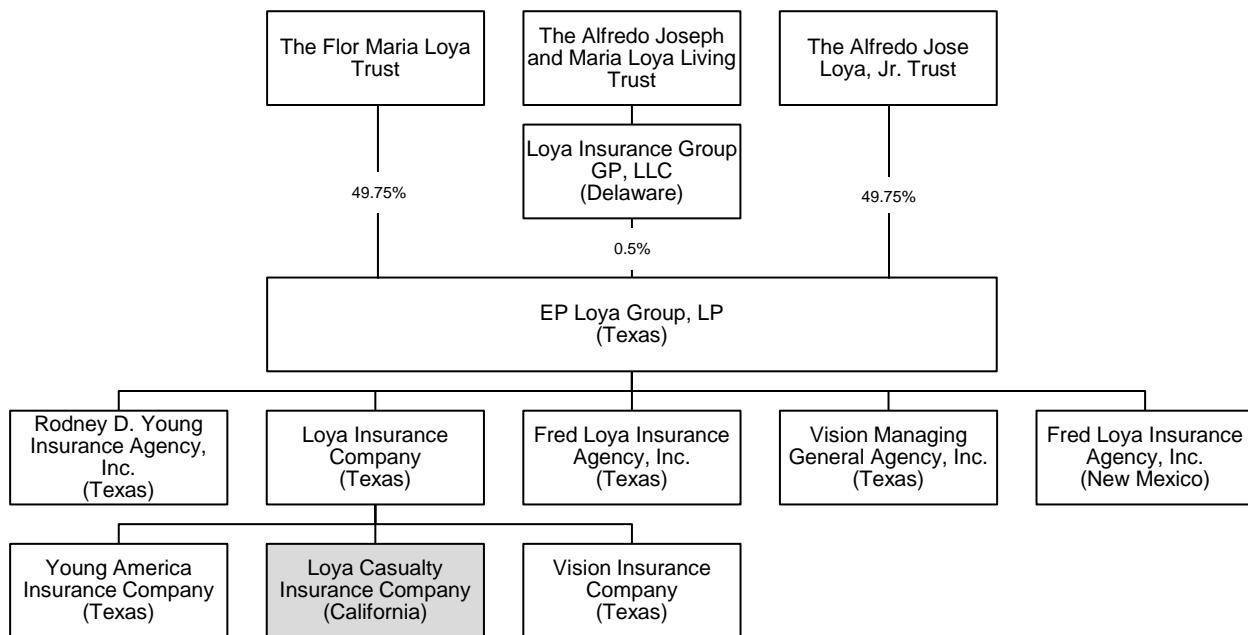 The Flor Maria Loya
Trust
The Alfredo Joseph
and Maria Loya Living
Trust
The Alfredo Jose
Loya, Jr. Trust
Loya Insurance Group
GP, LLC
(Delaware)
49.75%
0.5%
49.75%
EP Loya Group, LP
(Texas)
Rodney D. Young
Insurance Agency,
Inc.
(Texas)
Loya Insurance
Company
(Texas)
Fred Loya Insurance
Agency, Inc.
(Texas)
Vision Managing
General Agency, Inc.
(Texas)
Fred Loya Insurance
Agency, Inc.
(New Mexico)
Young America
Insurance Company
(Texas)
Loya Casualty
Insurance Company
(California)
Vision Insurance
Company
(Texas)